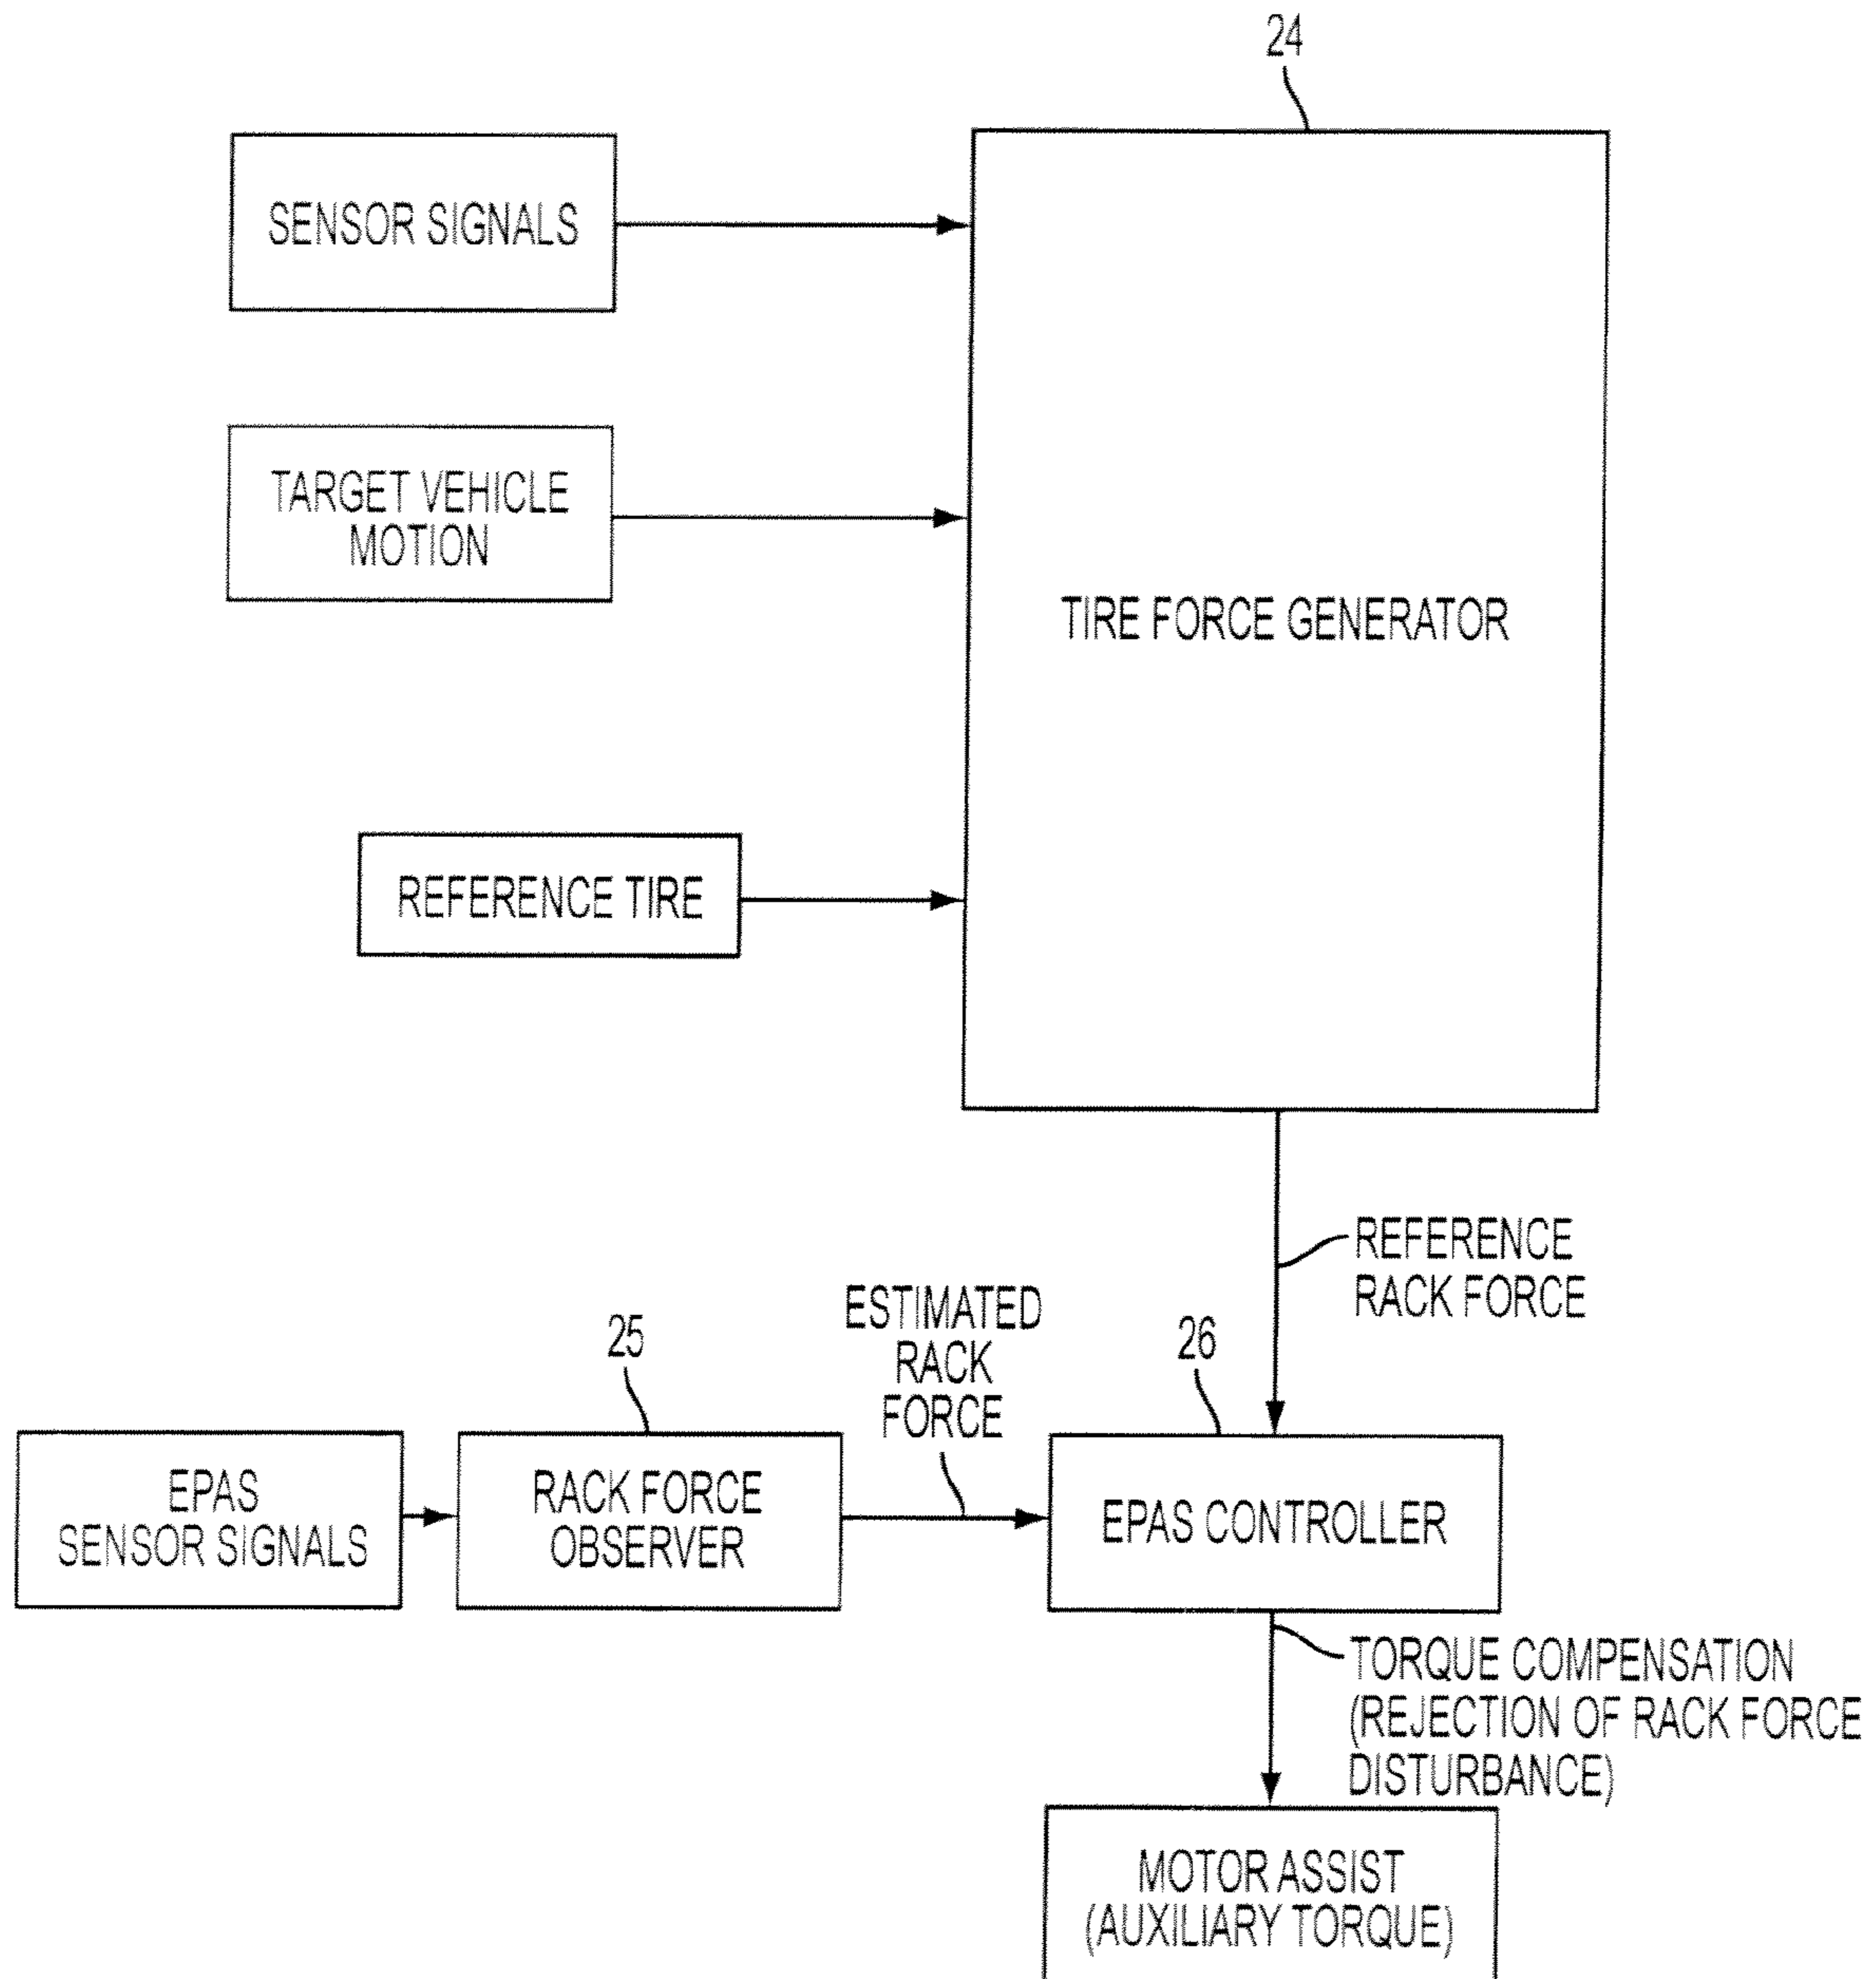 24
SENSOR SIGNALS
TARGET VEHICLE
MOTION
TIRE FORCE GENERATOR
REFERENCE TIRE
REFERENCE
RACK FORCE
ESTIMATED
RACK
FORCE
25
26
EPAS
SENSOR SIGNALS
RACK FORCE
OBSERVER
EPAS CONTROLLER
TORQUE COMPENSATION
(REJECTION OF RACK FORCE
DISTURBANCE)
MOTOR ASSIST
(AUXILIARY TORQUE)